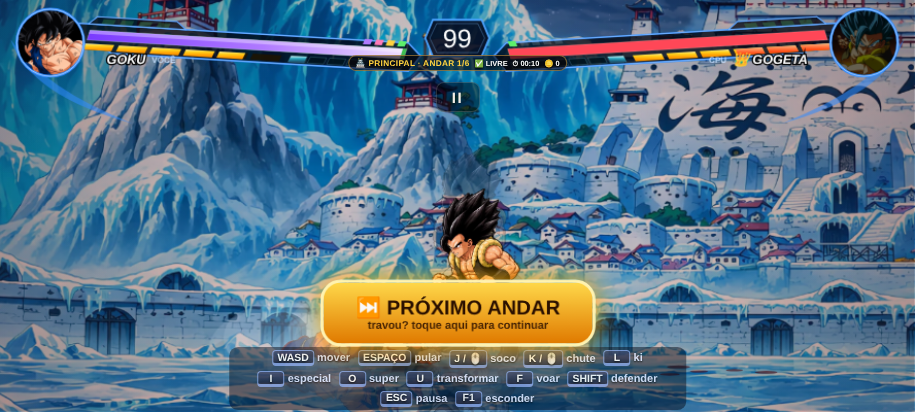 99
GOKU VOCÊ
PRINCIPAL · ANDAR 1/6 ✅ LIVRE ⏱ 00:10 🪙 0
CPU GOGETA
海
⏭ PRÓXIMO ANDAR
travou? toque aqui para continuar
WASD mover ESPAÇO pular J / 🖱 soco K / 🖱 chute L ki
I especial O super U transformar F voar SHIFT defender
ESC pausa F1 esconder